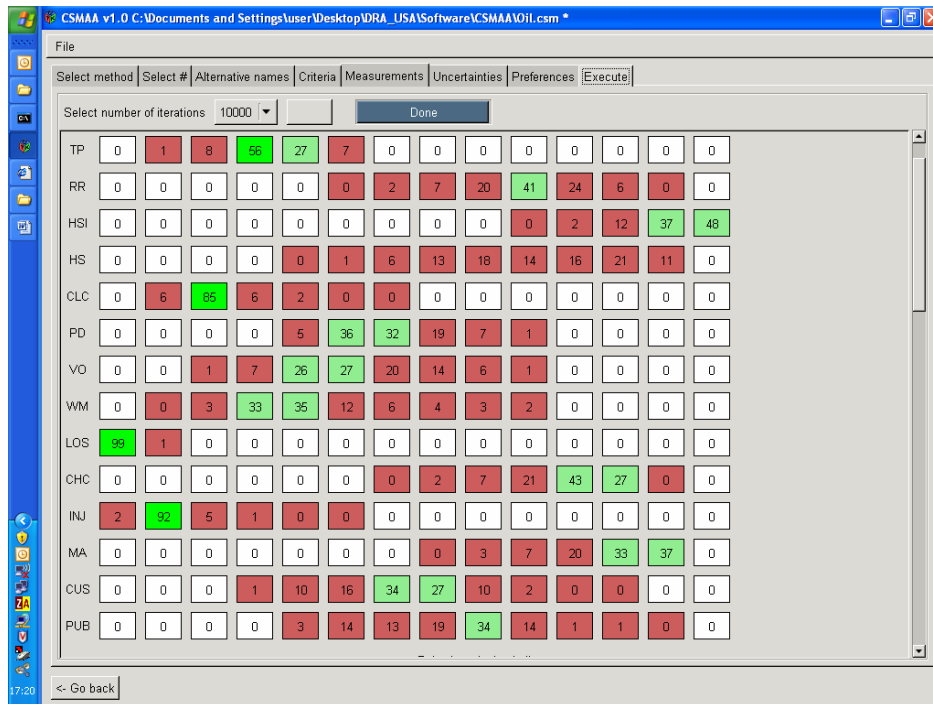 CSMAA v1.0 C:\Documents and Settings\user\Desktop\DRA_USA\Software\CSMAA\Oil.csm *
File
Select method Select # Alternative names Criteria Measurements Uncertainties Preferences Execute
Select number of iterations 10000 Done
TP 0 1 8 56 27 7 0 0 0 0 0 0 0 0
RR 0 0 0 0 0 0 2 7 20 41 24 6 0 0
HSI 0 0 0 0 0 0 0 0 0 0 2 12 37 48
HS 0 0 0 0 0 1 6 13 18 14 16 21 11 0
CLC 0 6 85 6 2 0 0 0 0 0 0 0 0 0
PD 0 0 0 0 5 36 32 19 7 1 0 0 0 0
VO 0 0 1 7 26 27 20 14 6 1 0 0 0 0
WM 0 0 3 33 35 12 6 4 3 2 0 0 0 0
LOS 99 1 0 0 0 0 0 0 0 0 0 0 0 0
CHC 0 0 0 0 0 0 0 2 7 21 43 27 0 0
INJ 2 92 5 1 0 0 0 0 0 0 0 0 0 0
MA 0 0 0 0 0 0 0 0 3 7 20 33 37 0
CUS 0 0 0 1 10 16 34 27 10 2 0 0 0 0
PUB 0 0 0 0 3 14 13 19 34 14 1 1 0 0
<- Go back
17:20